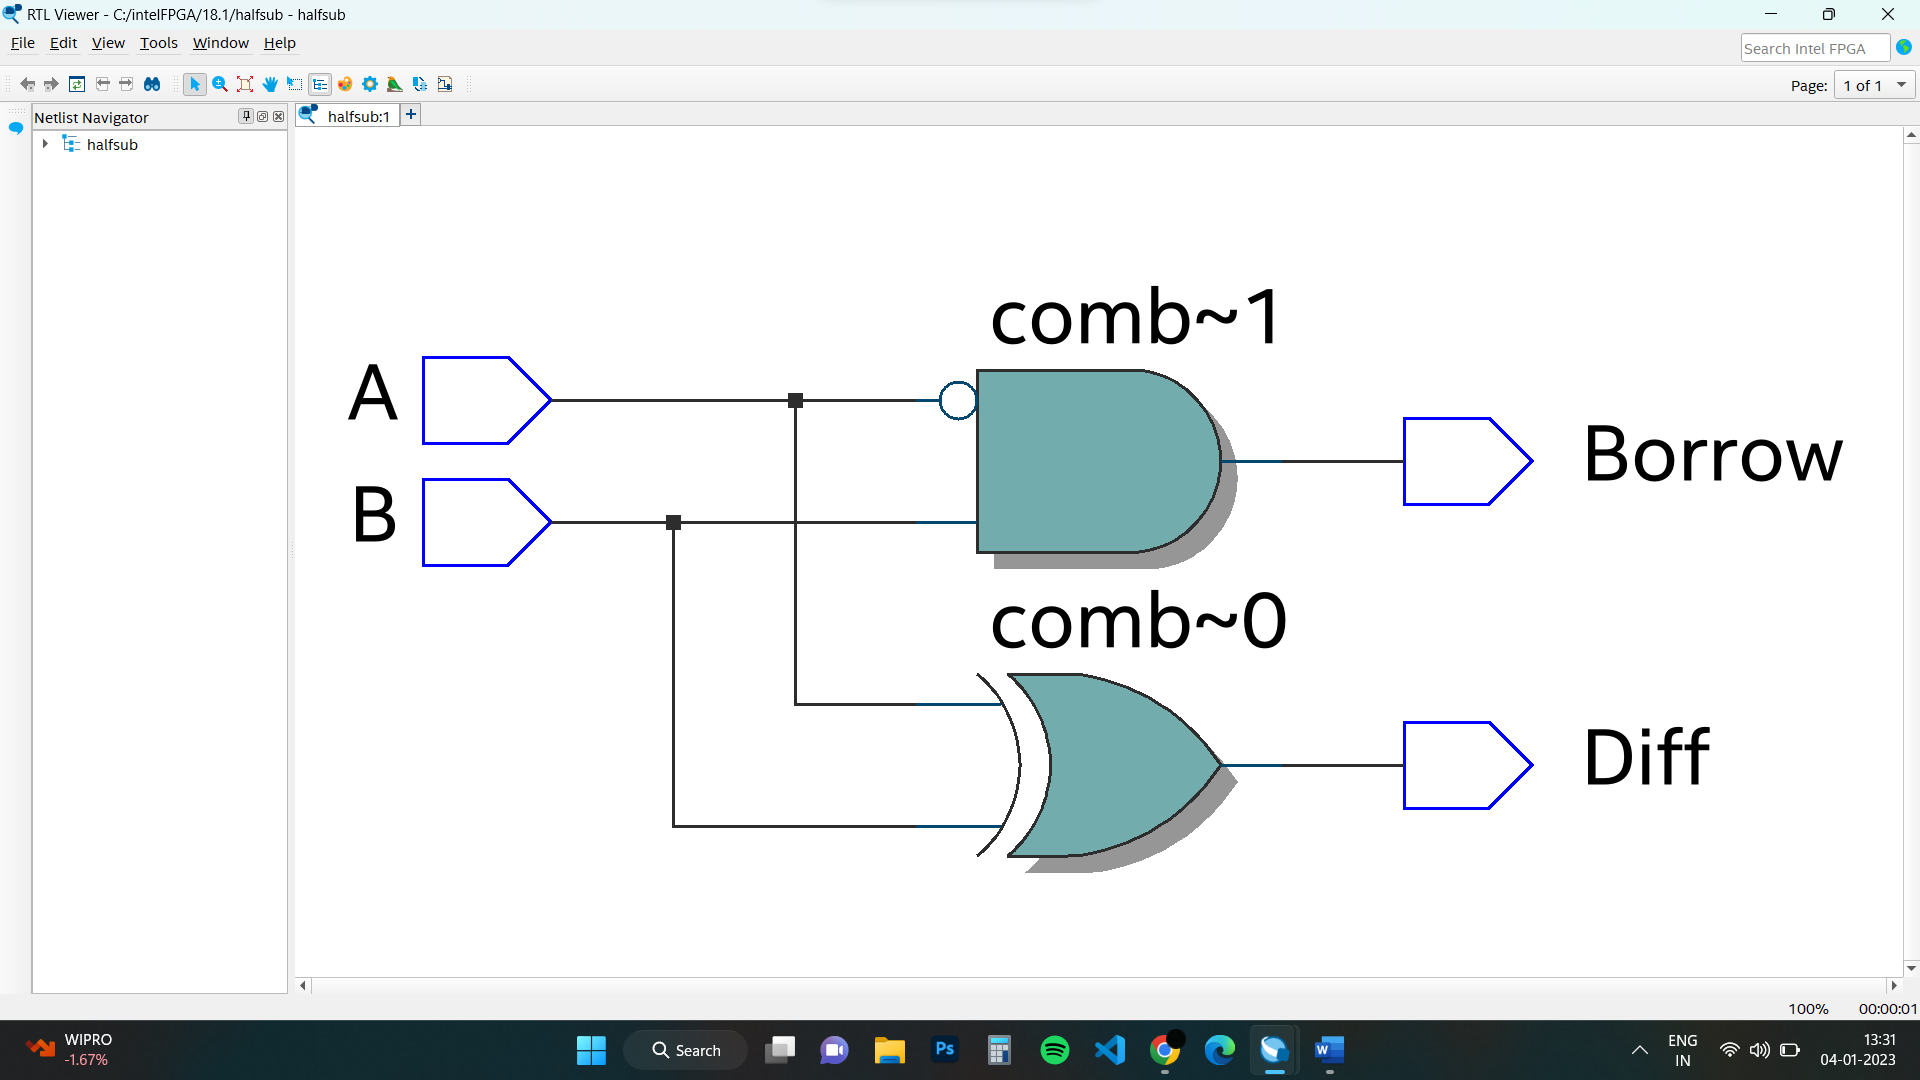 RTL Viewer - C:/intelFPGA/18.1/halfsub - halfsub
File Edit View Tools Window Help
Search Intel FPGA
Page: 1 of 1
Netlist Navigator
halfsub:1
halfsub
comb~1
A
Borrow
B
comb~0
Diff
100% 00:00:01
WIPRO
-1.67%
Search
Ps
W
ENG
IN
13:31
04-01-2023